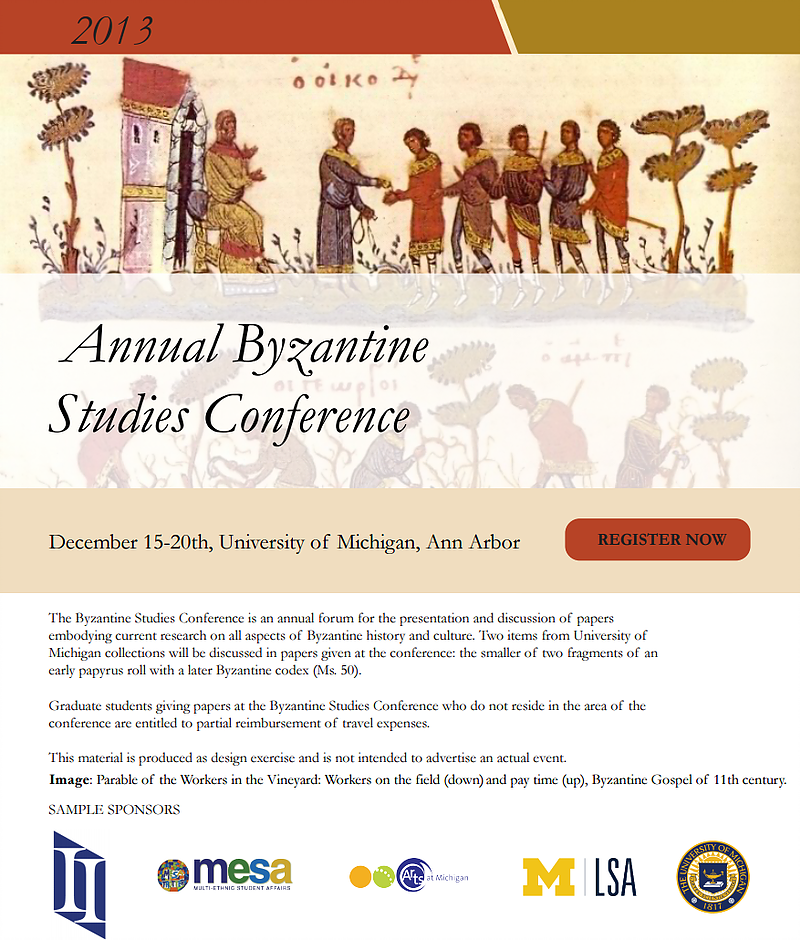 2013
ο οικο
Annual Byzantine
Studies Conference
December 15-20th, University of Michigan, Ann Arbor
REGISTER NOW
The Byzantine Studies Conference is an annual forum for the presentation and discussion of papers
embodying current research on all aspects of Byzantine history and culture. Two items from University of
Michigan collections will be discussed in papers given at the conference: the smaller of two fragments of an
early papyrus roll with a later Byzantine codex (Ms. 50).
Graduate students giving papers at the Byzantine Studies Conference who do not reside in the area of the
conference are entitled to partial reimbursement of travel expenses.
This material is produced as design exercise and is not intended to advertise an actual event.
Image: Parable of the Workers in the Vineyard: Workers on the field (down) and pay time (up), Byzantine Gospel of 11th century.
SAMPLE SPONSORS
mesa
MULTI-ETHNIC STUDENT AFFAIRS
Arts at Michigan
M LSA
THE UNIVERSITY OF MICHIGAN
1817